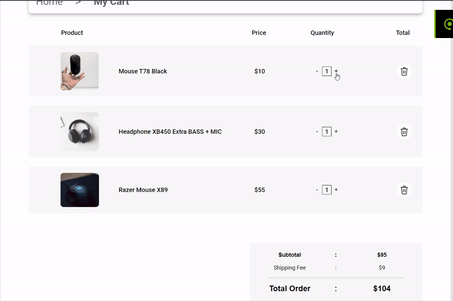 Home > My Cart
Product Price Quantity Total
Mouse T78 Black $10 - 1 +
Headphone XB450 Extra BASS + MIC $30 - 1 +
Razer Mouse X89 $55 - 1 +
Subtotal : $95
Shipping Fee : $9
Total Order : $104